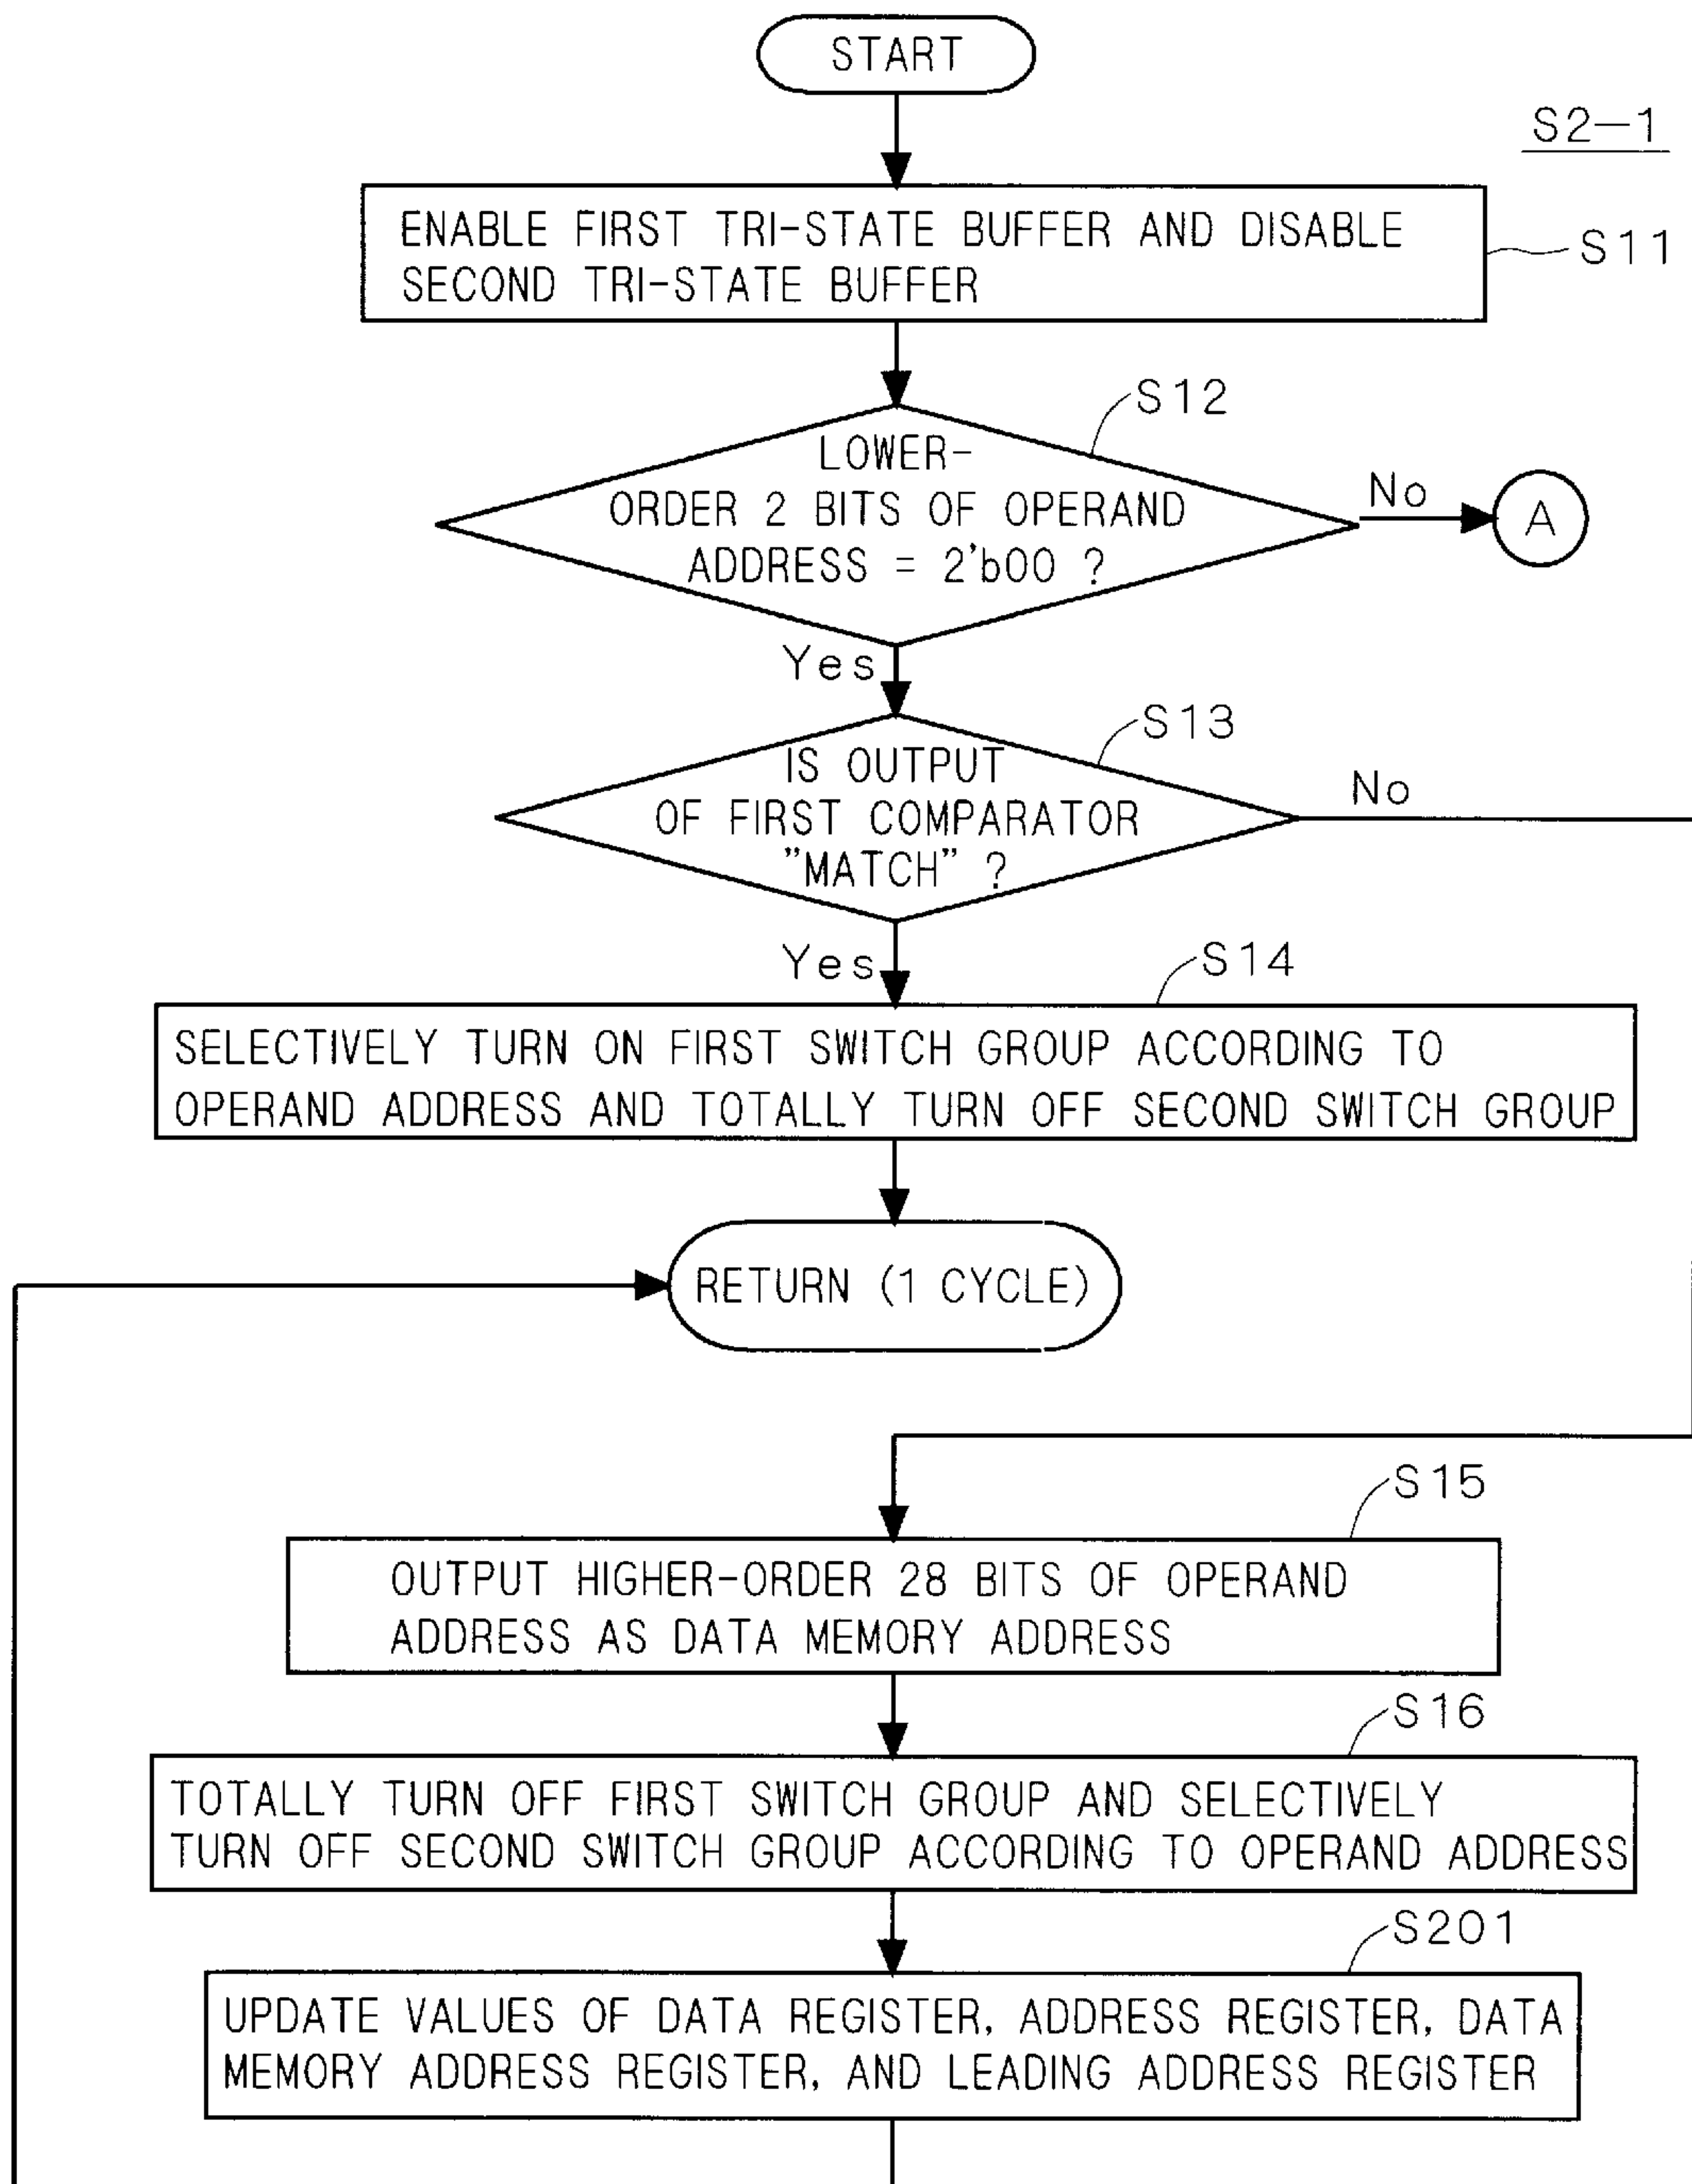 START
S2-1
ENABLE FIRST TRI-STATE BUFFER AND DISABLE
SECOND TRI-STATE BUFFER
S11
S12
LOWER-
ORDER 2 BITS OF OPERAND
ADDRESS = 2'b00 ?
No
A
Yes
S13
IS OUTPUT
OF FIRST COMPARATOR
"MATCH" ?
No
Yes
S14
SELECTIVELY TURN ON FIRST SWITCH GROUP ACCORDING TO
OPERAND ADDRESS AND TOTALLY TURN OFF SECOND SWITCH GROUP
RETURN (1 CYCLE)
S15
OUTPUT HIGHER-ORDER 28 BITS OF OPERAND
ADDRESS AS DATA MEMORY ADDRESS
S16
TOTALLY TURN OFF FIRST SWITCH GROUP AND SELECTIVELY
TURN OFF SECOND SWITCH GROUP ACCORDING TO OPERAND ADDRESS
S201
UPDATE VALUES OF DATA REGISTER, ADDRESS REGISTER, DATA
MEMORY ADDRESS REGISTER, AND LEADING ADDRESS REGISTER